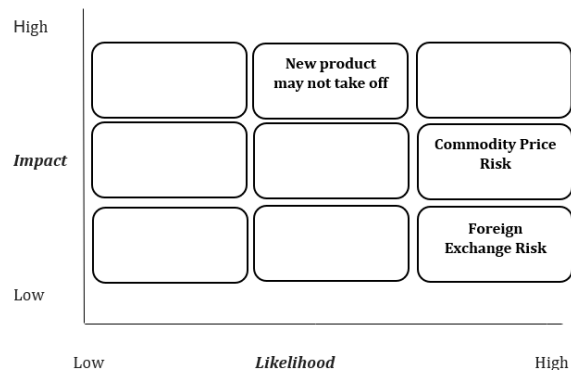 High
New product
may not take off
Impact
Commodity Price
Risk
Foreign
Exchange Risk
Low
Low
Likelihood
High